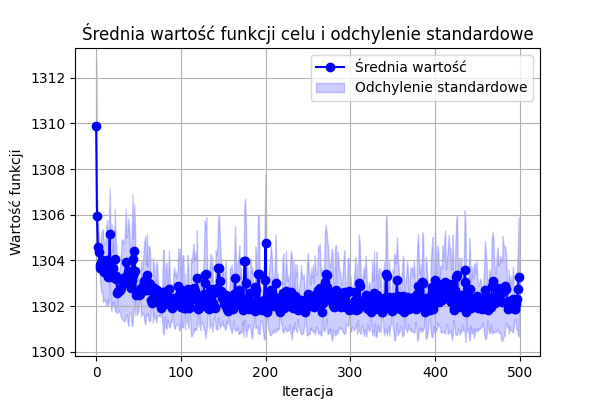 Średnia wartość funkcji celu i odchylenie standardowe
Średnia wartość
Odchylenie standardowe
Wartość funkcji
1312
1310
1308
1306
1304
1302
1300
0 100 200 300 400 500
Iteracja